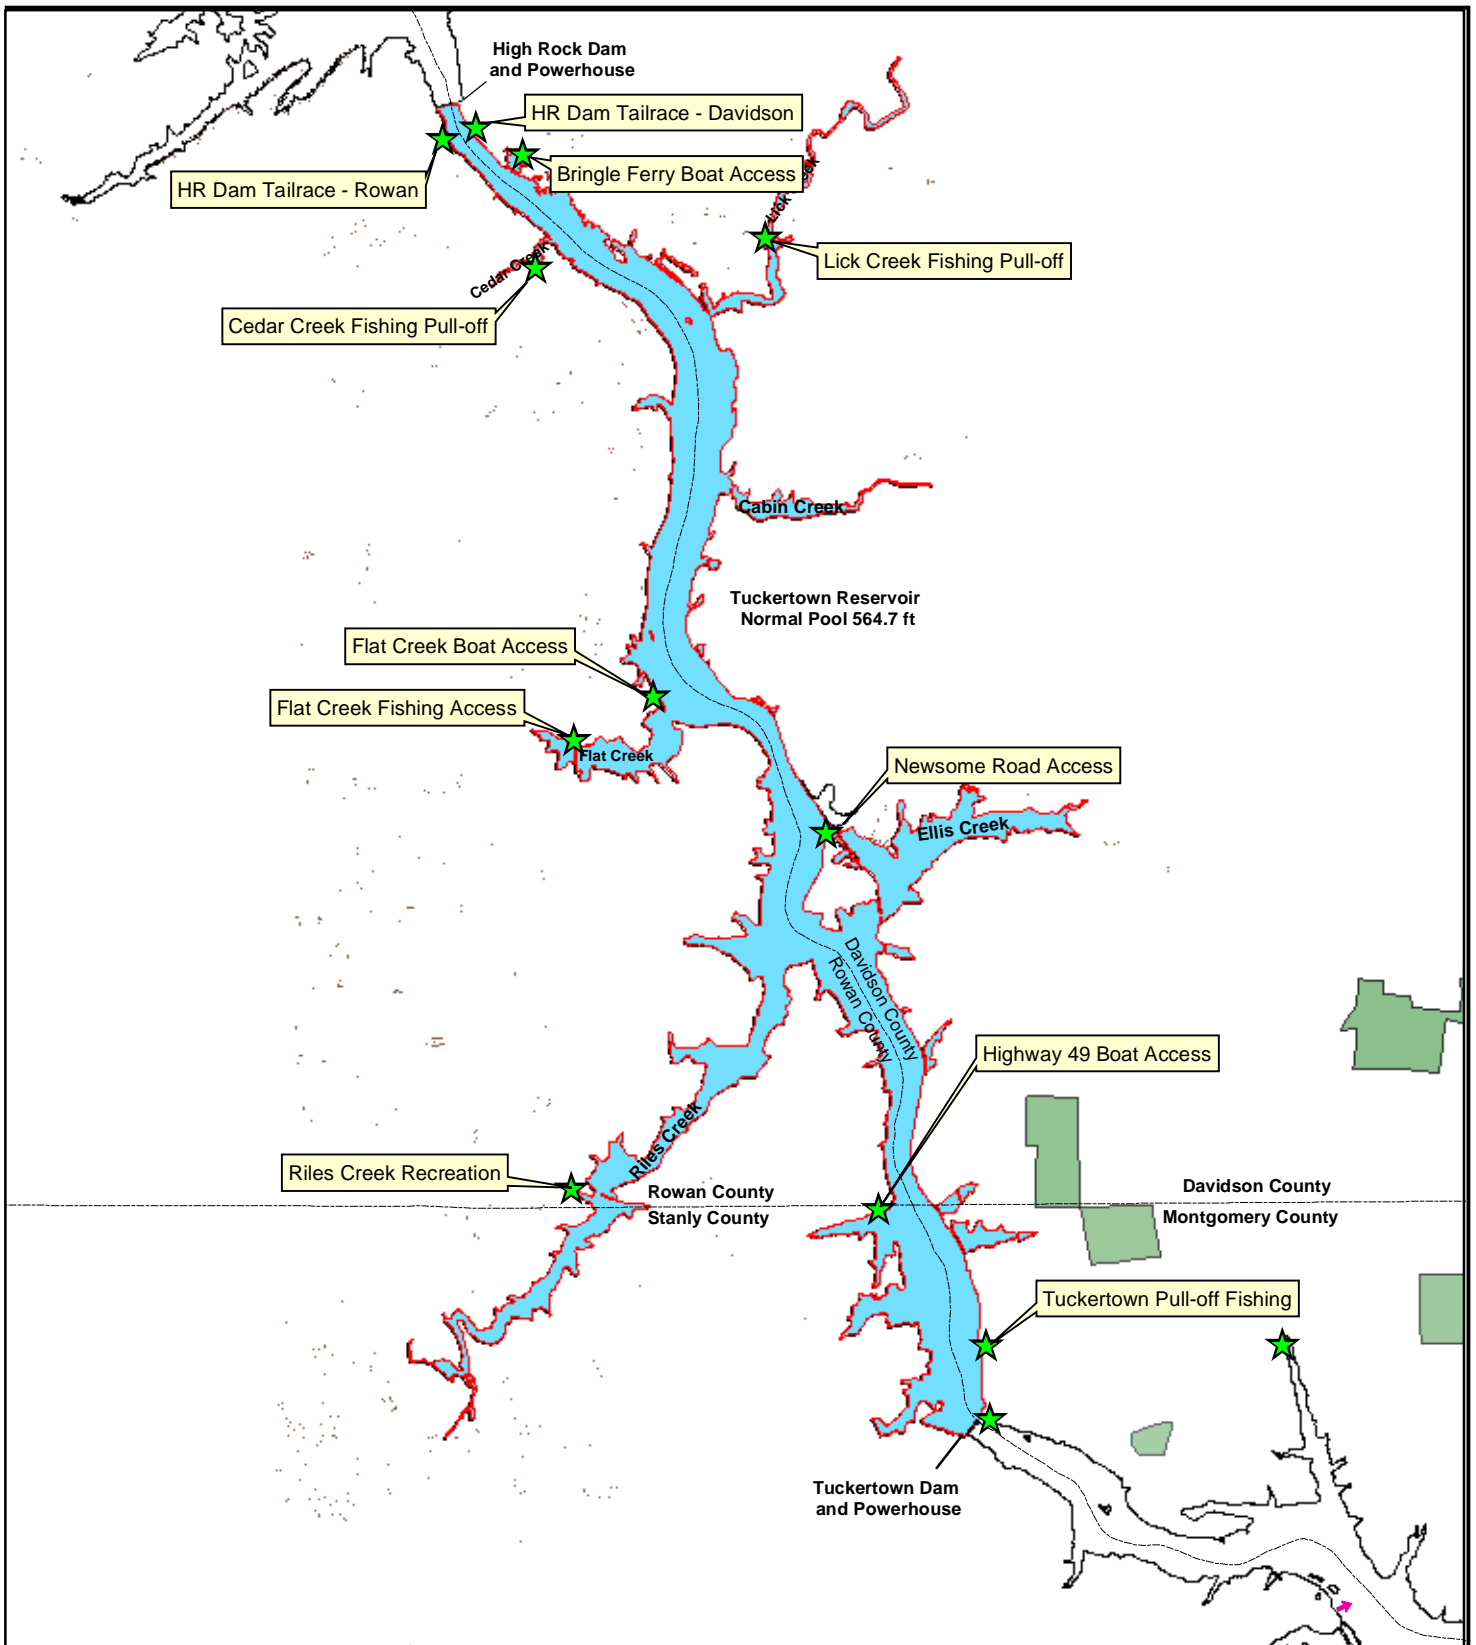 High Rock Dam
and Powerhouse
HR Dam Tailrace - Davidson
Bringle Ferry Boat Access
HR Dam Tailrace - Rowan
Lick Creek
Lick Creek Fishing Pull-off
Cedar Creek
Cedar Creek Fishing Pull-off
Cabin Creek
Tuckertown Reservoir
Normal Pool 564.7 ft
Flat Creek Boat Access
Flat Creek Fishing Access
Flat Creek
Newsome Road Access
Ellis Creek
Davidson County
Rowan County
Highway 49 Boat Access
Riles Creek
Riles Creek Recreation
Rowan County
Stanly County
Davidson County
Montgomery County
Tuckertown Pull-off Fishing
Tuckertown Dam
and Powerhouse